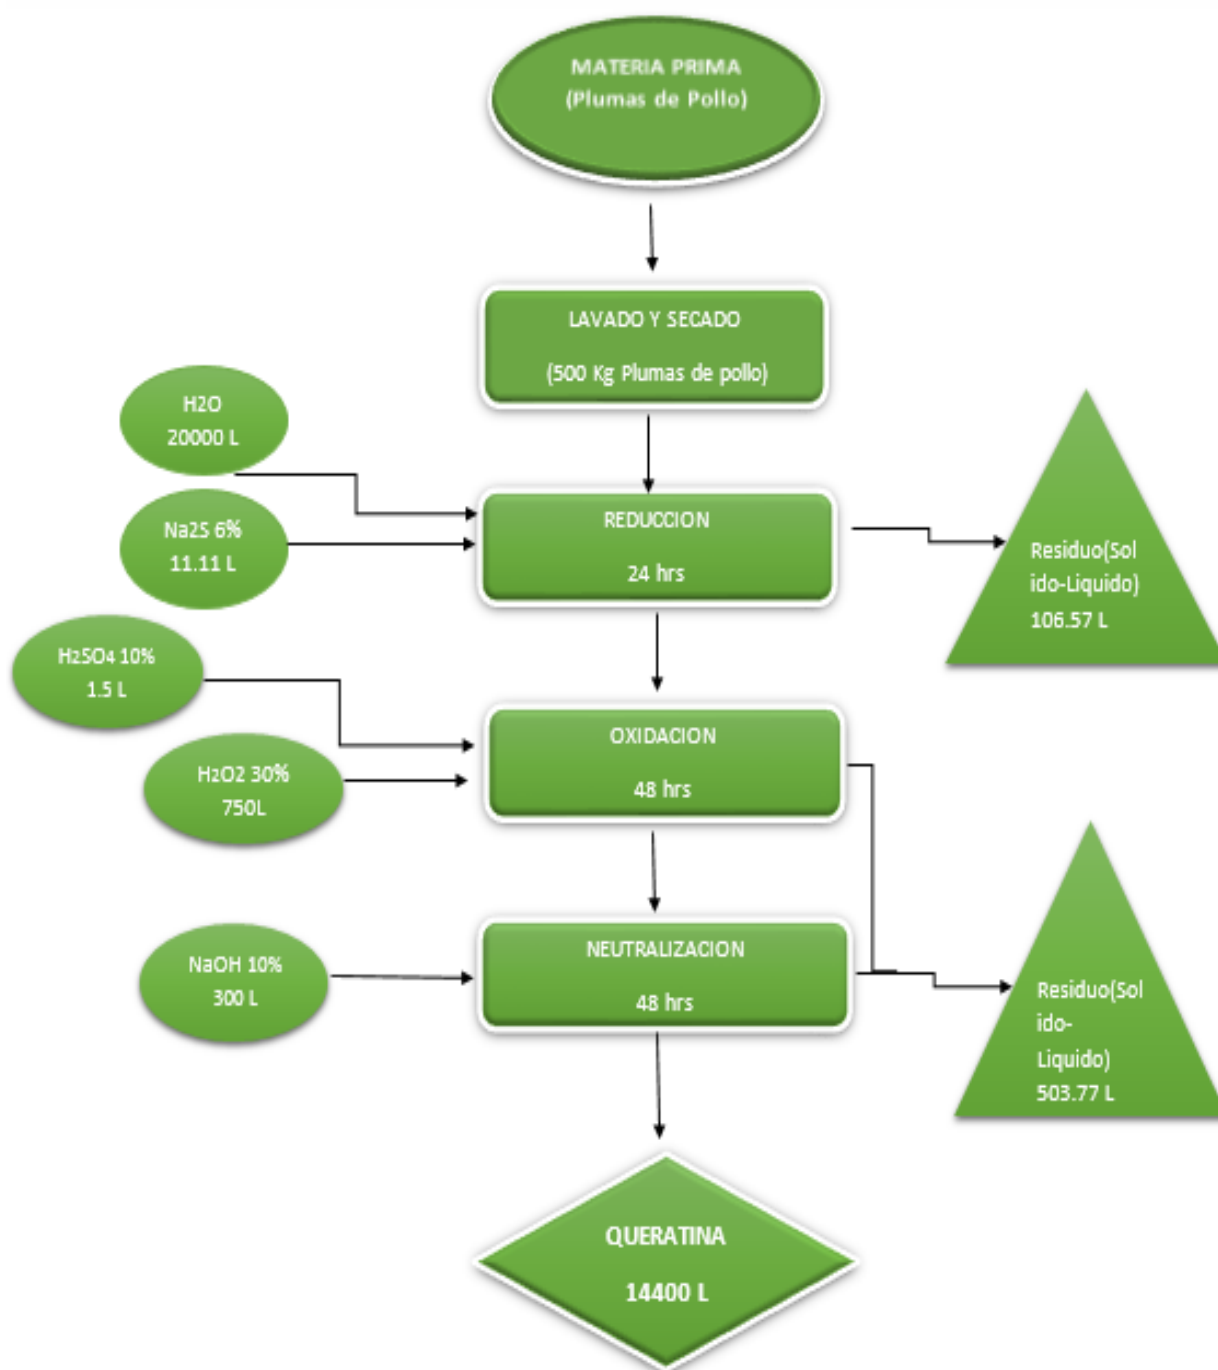 MATERIA PRIMA
(Plumas de Pollo)
LAVADO Y SECADO
(500 Kg Plumas de pollo)
H2O
20000 L
Na2S 6%
11.11 L
REDUCCION
24 hrs
Residuo(Sol
ido-Liquido)
106.57 L
H2SO4 10%
1.5 L
H2O2 30%
750L
OXIDACION
48 hrs
NaOH 10%
300 L
NEUTRALIZACION
48 hrs
Residuo(Sol
ido-
Liquido)
503.77 L
QUERATINA
14400 L